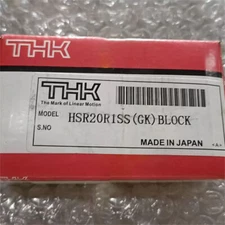 THK
THK
The Mark of Linear Motion
MODEL HSR20R1SS(GK)BLOCK
S.NO
MADE IN JAPAN